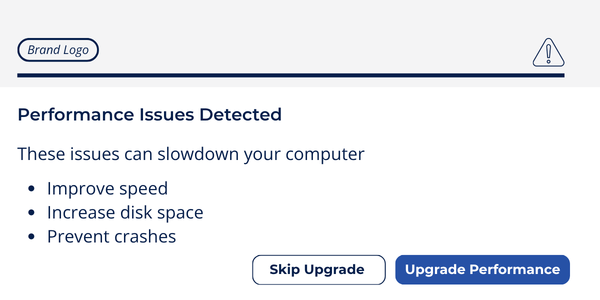 Brand Logo
Performance Issues Detected
These issues can slowdown your computer
Improve speed
Increase disk space
Prevent crashes
Skip Upgrade
Upgrade Performance